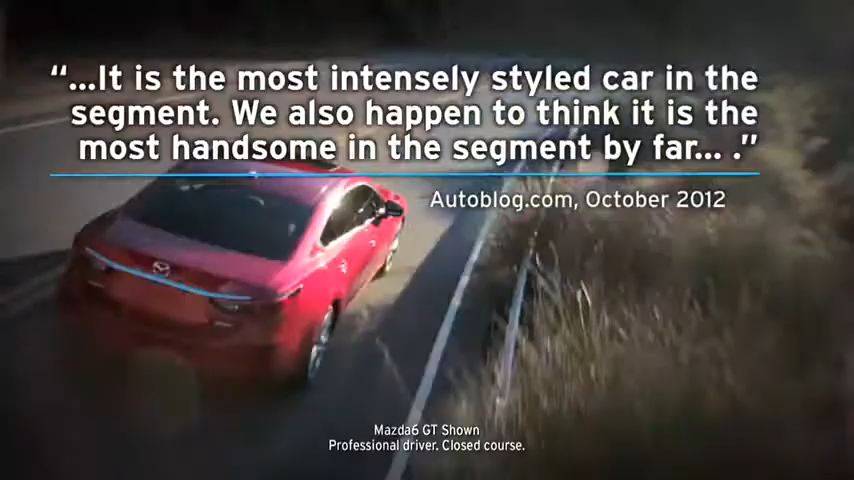 “...It is the most intensely styled car in the
segment. We also happen to think it is the
most handsome in the segment by far... .”
Autoblog.com, October 2012
Mazda6 GT Shown
Professional driver. Closed course.